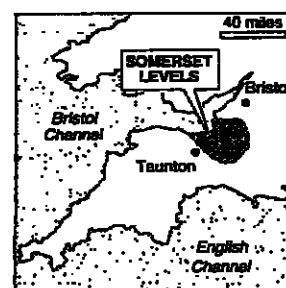 40 miles
SOMERSET
LEVELS
Bristo
Bristol
Channel
Taunton
English
Channel